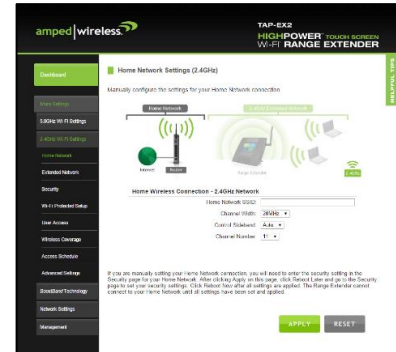 amped wireless
TAP-EX2
HIGHPOWER TOUCH SCREEN
WI-FI RANGE EXTENDER
HELPFUL TIPS
Dashboard
5.0GHz Wi-Fi Settings
2.4GHz Wi-Fi Settings
Home Network
Extended Network
Security
Wi-Fi Protected Setup
User Access
Wireless Coverage
Access Schedule
Advanced Settings
BoostBand Technology
Network Settings
Management
Home Network Settings (2.4GHz)
Manually configure the settings for your Home Network connection
Home Network
2.4GHz Extended Network
Internet
Router
Range Extender
2.4GHz
Home Wireless Connection - 2.4GHz Network
Home Network SSID:
Channel Width: 20MHz
Control Sideband: Auto
Channel Number: 11
If you are manually setting your Home Network connection, you will need to enter the security setting in the
Security page for your Home Network. After clicking Apply on this page, click Reboot Later and go to the Security
page to set your security settings. Click Reboot Now after all settings are applied. The Range Extender cannot
connect to your Home Network until all settings have been set and applied.
APPLY
RESET